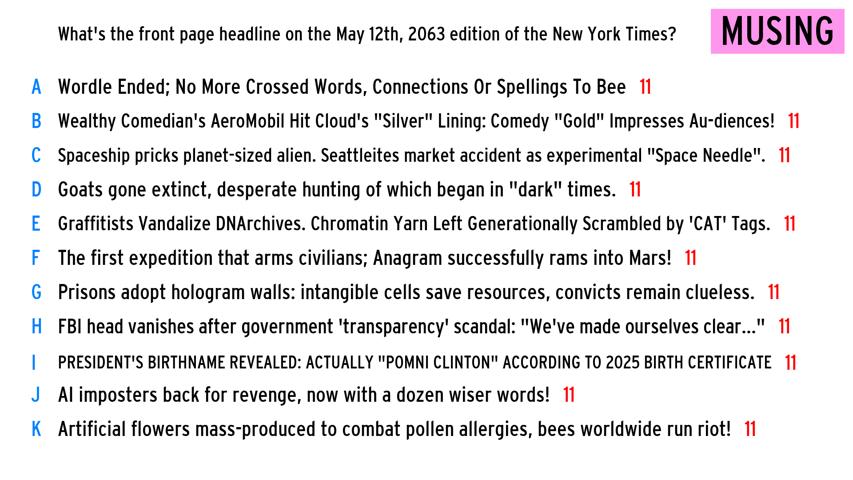 What's the front page headline on the May 12th, 2063 edition of the New York Times? MUSING
A Wordle Ended; No More Crossed Words, Connections Or Spellings To Bee 11
B Wealthy Comedian's AeroMobil Hit Cloud's "Silver" Lining: Comedy "Gold" Impresses Au-diences! 11
C Spaceship pricks planet-sized alien. Seattleites market accident as experimental "Space Needle". 11
D Goats gone extinct, desperate hunting of which began in "dark" times. 11
E Graffitists Vandalize DNArchives. Chromatin Yarn Left Generationally Scrambled by 'CAT' Tags. 11
F The first expedition that arms civilians; Anagram successfully rams into Mars! 11
G Prisons adopt hologram walls: intangible cells save resources, convicts remain clueless. 11
H FBI head vanishes after government 'transparency' scandal: "We've made ourselves clear..." 11
I PRESIDENT'S BIRTHNAME REVEALED: ACTUALLY "POMNI CLINTON" ACCORDING TO 2025 BIRTH CERTIFICATE 11
J AI imposters back for revenge, now with a dozen wiser words! 11
K Artificial flowers mass-produced to combat pollen allergies, bees worldwide run riot! 11